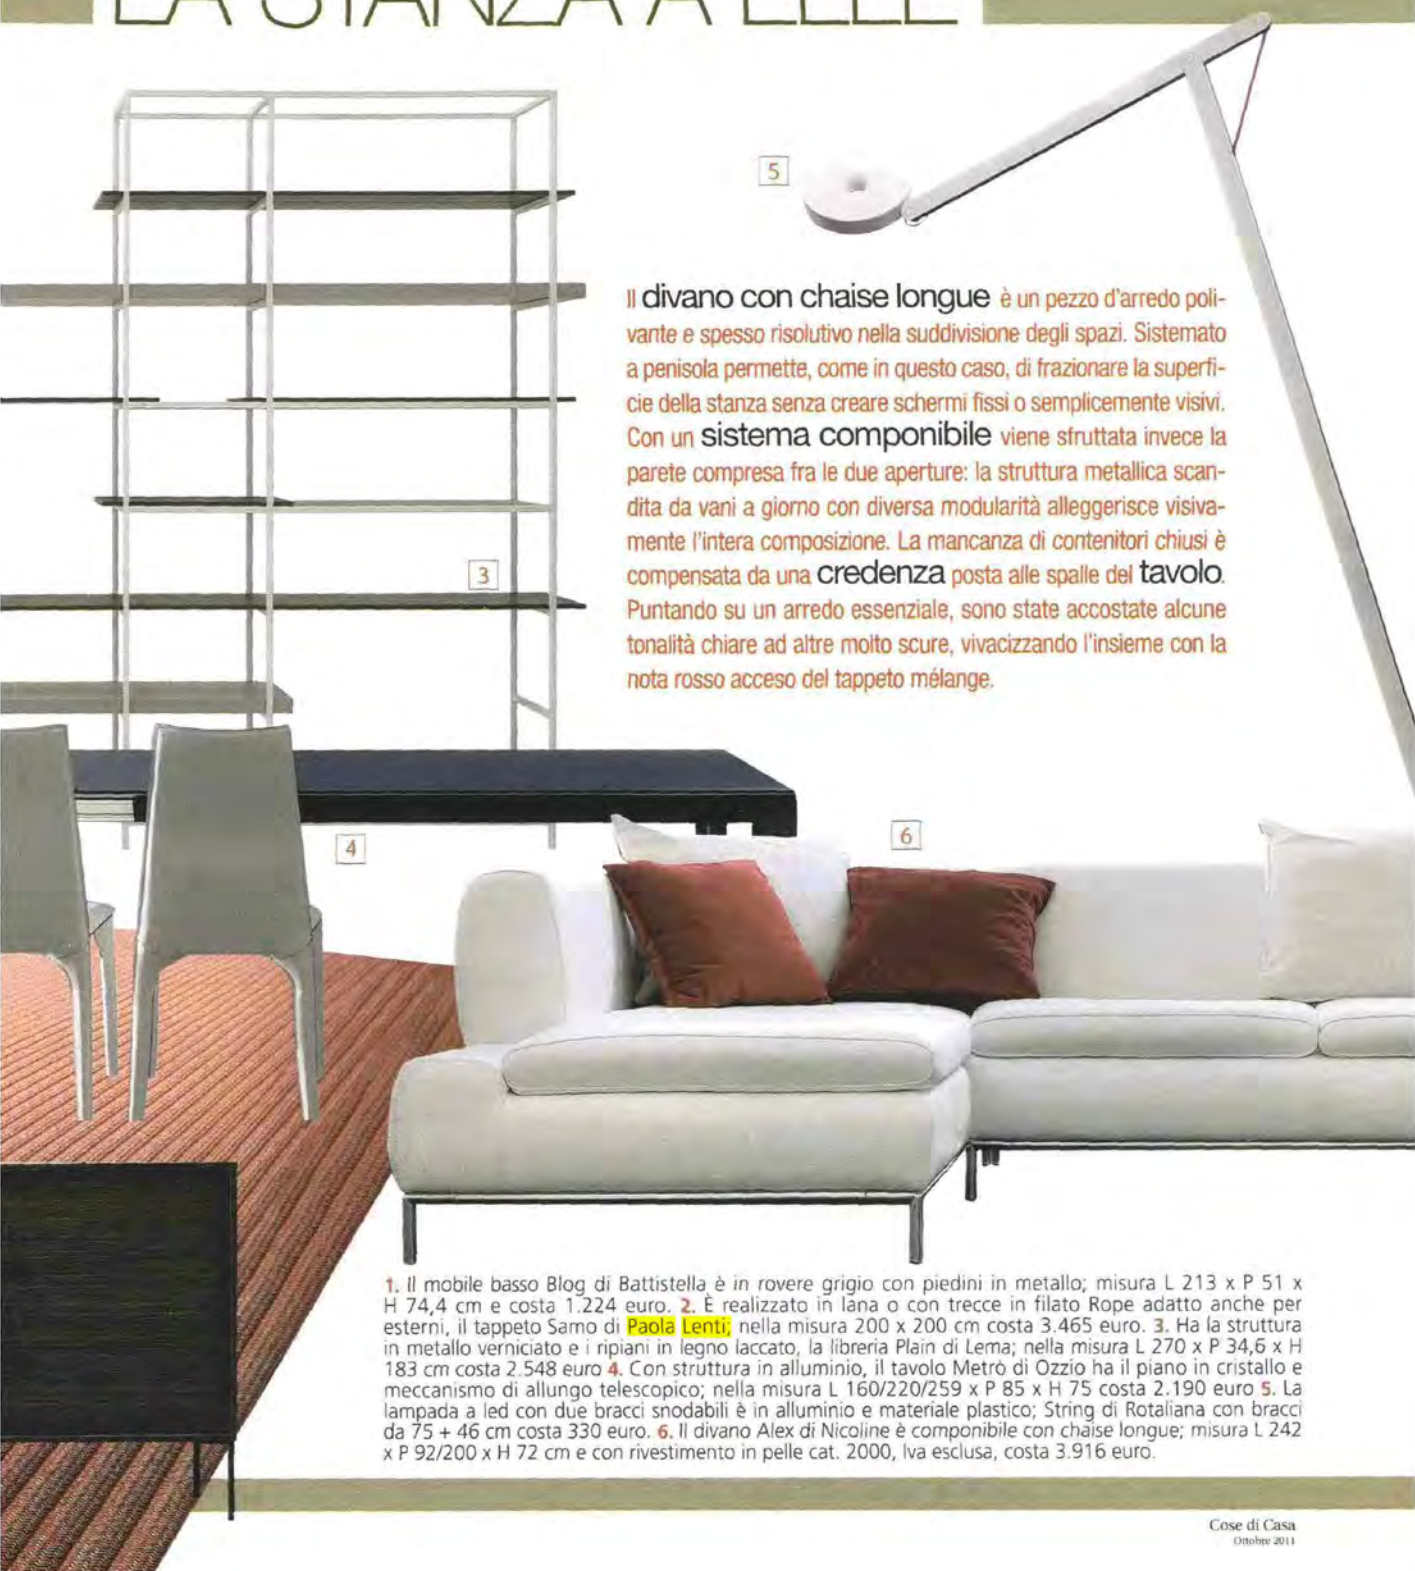 LA STANZA A ELLE
5
Il divano con chaise longue è un pezzo d'arredo poli-
vante e spesso risolutivo nella suddivisione degli spazi. Sistemato
a penisola permette, come in questo caso, di frazionare la superfi-
cie della stanza senza creare schermi fissi o semplicemente visivi.
Con un sistema componibile viene sfruttata invece la
parete compresa fra le due aperture: la struttura metallica scan-
dita da vani a giorno con diversa modularità alleggerisce visiva-
mente l'intera composizione. La mancanza di contenitori chiusi è
compensata da una credenza posta alle spalle del tavolo.
Puntando su un arredo essenziale, sono state accostate alcune
tonalità chiare ad altre molto scure, vivacizzando l'insieme con la
nota rosso acceso del tappeto mélange.
3
4
6
1. Il mobile basso Blog di Battistella è in rovere grigio con piedini in metallo; misura L 213 x P 51 x
H 74,4 cm e costa 1.224 euro. 2. È realizzato in lana o con trecce in filato Rope adatto anche per
esterni, il tappeto Samo di Paola Lenti; nella misura 200 x 200 cm costa 3.465 euro. 3. Ha la struttura
in metallo verniciato e i ripiani in legno laccato, la libreria Plain di Lema; nella misura L 270 x P 34,6 x H
183 cm costa 2.548 euro 4. Con struttura in alluminio, il tavolo Metrò di Ozzio ha il piano in cristallo e
meccanismo di allungo telescopico; nella misura L 160/220/259 x P 85 x H 75 costa 2.190 euro 5. La
lampada a led con due bracci snodabili è in alluminio e materiale plastico; String di Rotaliana con bracci
da 75 + 46 cm costa 330 euro. 6. Il divano Alex di Nicoline è componibile con chaise longue; misura L 242
x P 92/200 x H 72 cm e con rivestimento in pelle cat. 2000, Iva esclusa, costa 3.916 euro.
Cose di Casa
Ottobre 2011